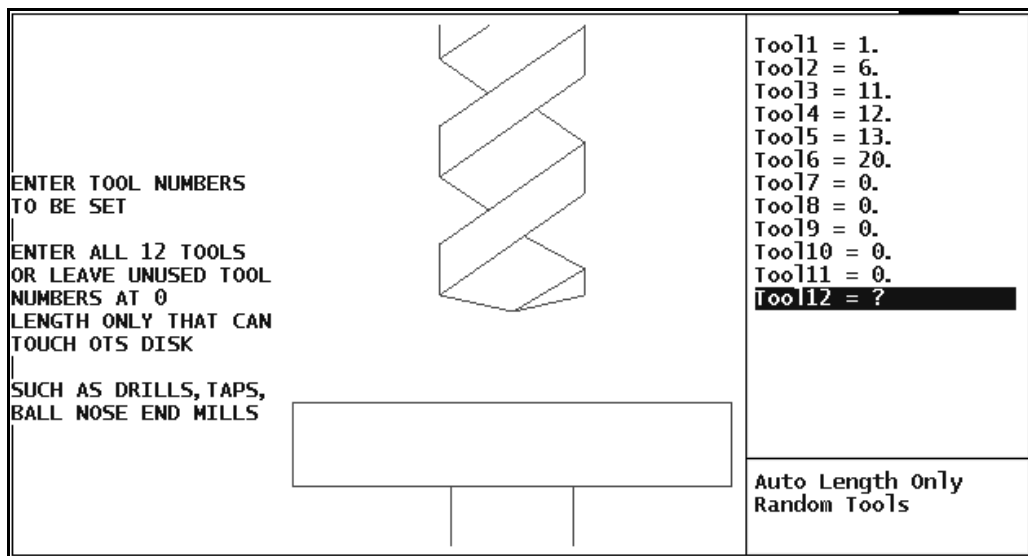 ENTER TOOL NUMBERS
TO BE SET
ENTER ALL 12 TOOLS
OR LEAVE UNUSED TOOL
NUMBERS AT 0
LENGTH ONLY THAT CAN
TOUCH OTS DISK
SUCH AS DRILLS,TAPS,
BALL NOSE END MILLS
Tool1 = 1.
Tool2 = 6.
Tool3 = 11.
Tool4 = 12.
Tool5 = 13.
Tool6 = 20.
Tool7 = 0.
Tool8 = 0.
Tool9 = 0.
Tool10 = 0.
Tool11 = 0.
Tool12 = ?
Auto Length Only
Random Tools